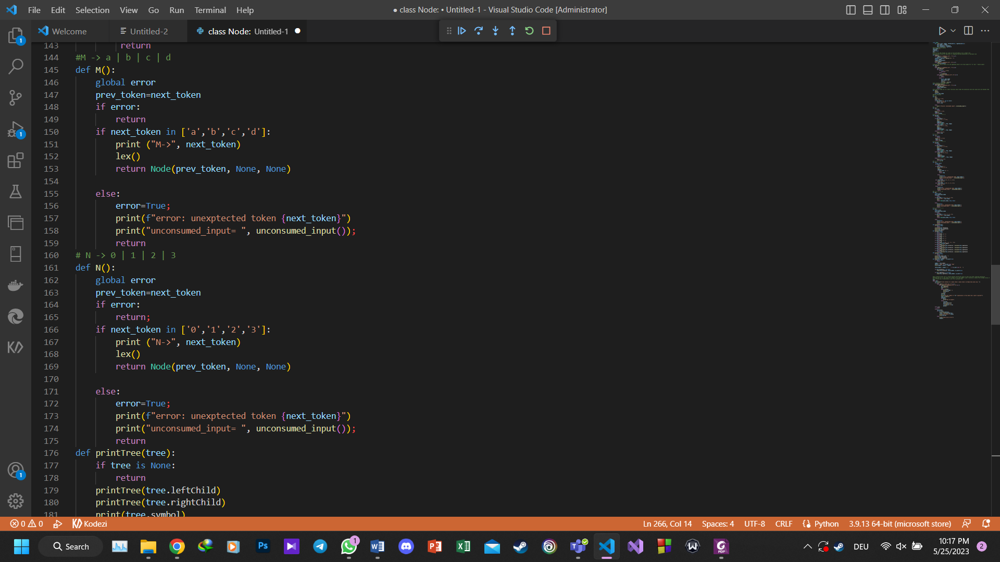 File Edit Selection View Go Run Terminal Help
● class Node: • Untitled-1 - Visual Studio Code [Administrator]
Welcome
Untitled-2
class Node: Untitled-1
143 return
144 #M -> a | b | c | d
145 def M():
146 global error
147 prev_token=next_token
148 if error:
149 return
150 if next_token in ['a','b','c','d']:
151 print ("M->", next_token)
152 lex()
153 return Node(prev_token, None, None)
154
155 else:
156 error=True;
157 print(f"error: unexptected token {next_token}")
158 print("unconsumed_input= ", unconsumed_input());
159 return
160 # N -> 0 | 1 | 2 | 3
161 def N():
162 global error
163 prev_token=next_token
164 if error:
165 return;
166 if next_token in ['0','1','2','3']:
167 print ("N->", next_token)
168 lex()
169 return Node(prev_token, None, None)
170
171 else:
172 error=True;
173 print(f"error: unexptected token {next_token}")
174 print("unconsumed_input= ", unconsumed_input());
175 return
176 def printTree(tree):
177 if tree is None:
178 return
179 printTree(tree.leftChild)
180 printTree(tree.rightChild)
181 print(tree.symbol)
0 0 Kodezi
Ln 266, Col 14 Spaces: 4 UTF-8 CRLF Python 3.9.13 64-bit (microsoft store)
Search
DEU
10:17 PM
5/25/2023
2